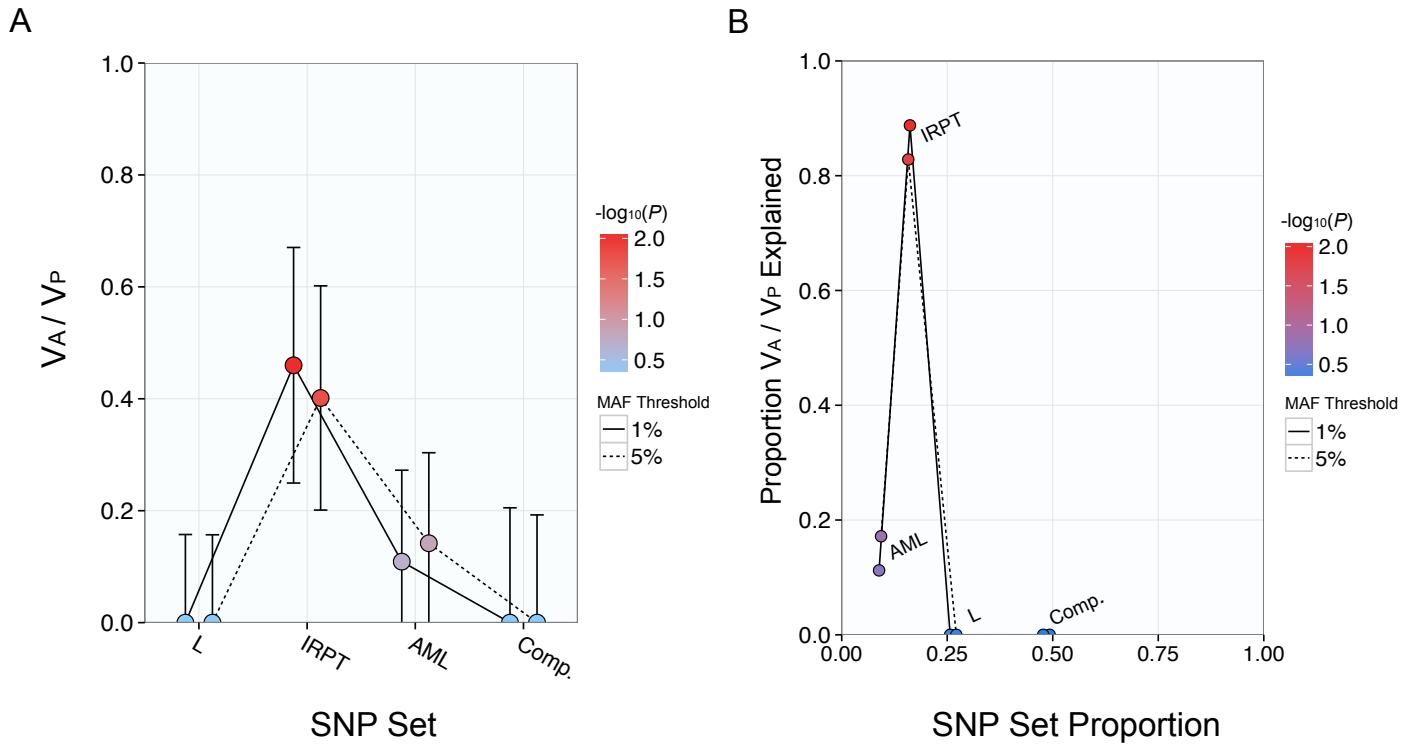 A
VA / VP
1.0
0.8
0.6
0.4
0.2
0.0
L
IRPT
AML
Comp.
SNP Set
-log10(P)
2.0
1.5
1.0
0.5
MAF Threshold
1%
5%
B
Proportion VA / VP Explained
1.0
0.8
0.6
0.4
0.2
0.0
IRPT
AML
L
Comp.
0.00
0.25
0.50
0.75
1.00
SNP Set Proportion
-log10(P)
2.0
1.5
1.0
0.5
MAF Threshold
1%
5%